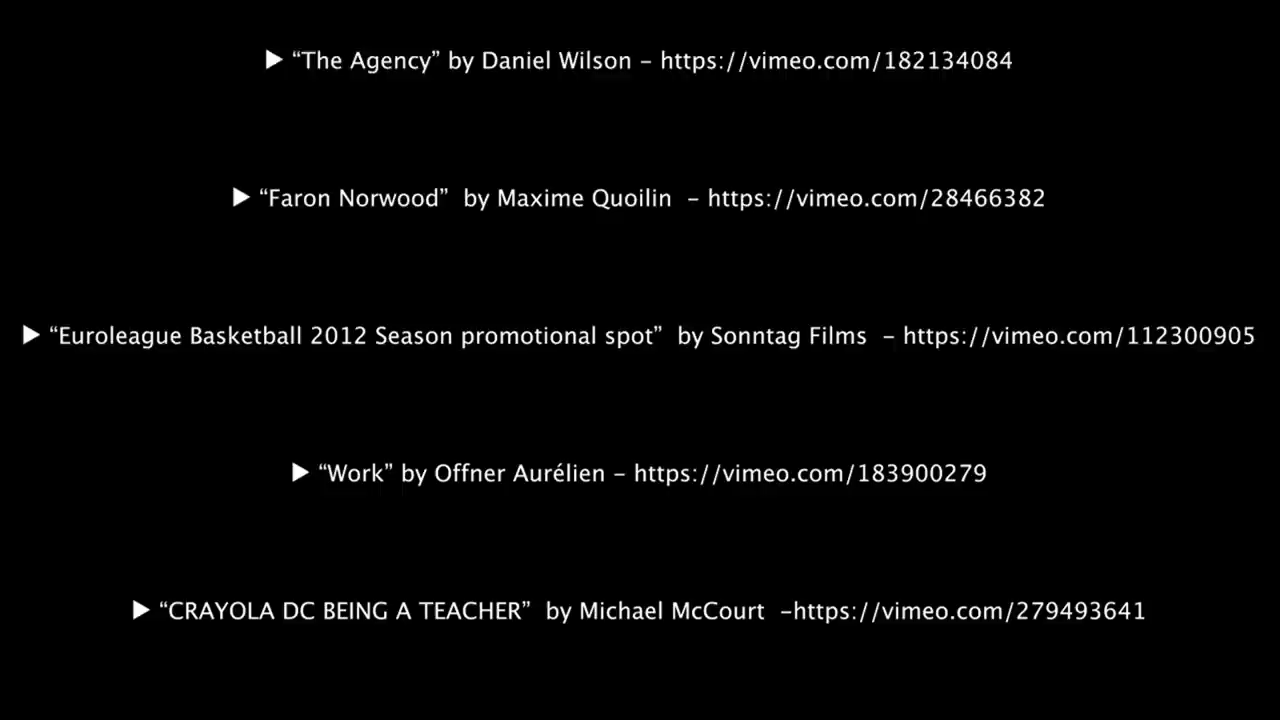 ▶ “The Agency” by Daniel Wilson – https://vimeo.com/182134084
▶ “Faron Norwood”  by Maxime Quoilin  – https://vimeo.com/28466382
▶ “Euroleague Basketball 2012 Season promotional spot”  by Sonntag Films  – https://vimeo.com/112300905
▶ “Work” by Offner Aurélien – https://vimeo.com/183900279
▶ “CRAYOLA DC BEING A TEACHER”  by Michael McCourt  –https://vimeo.com/279493641